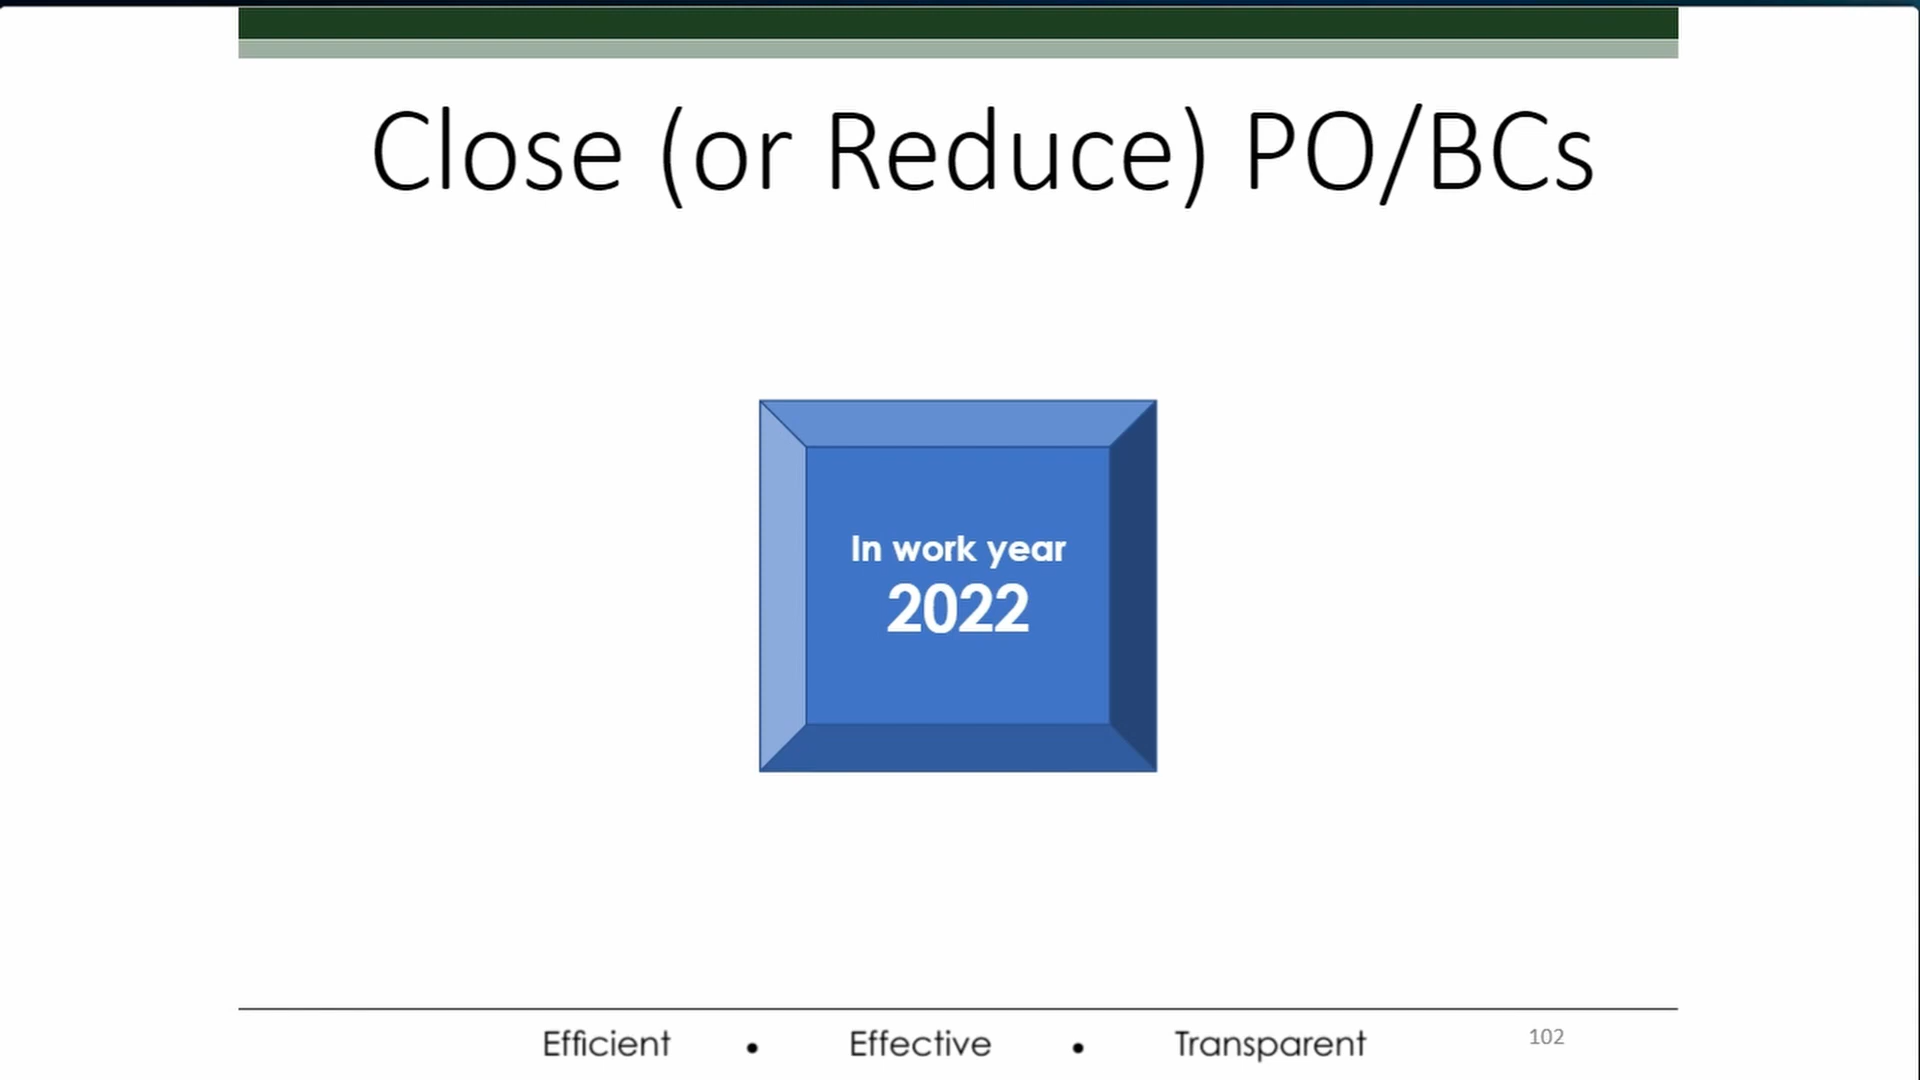 Close (or Reduce) PO/BCs
In work year
2022
Efficient • Effective • Transparent
102